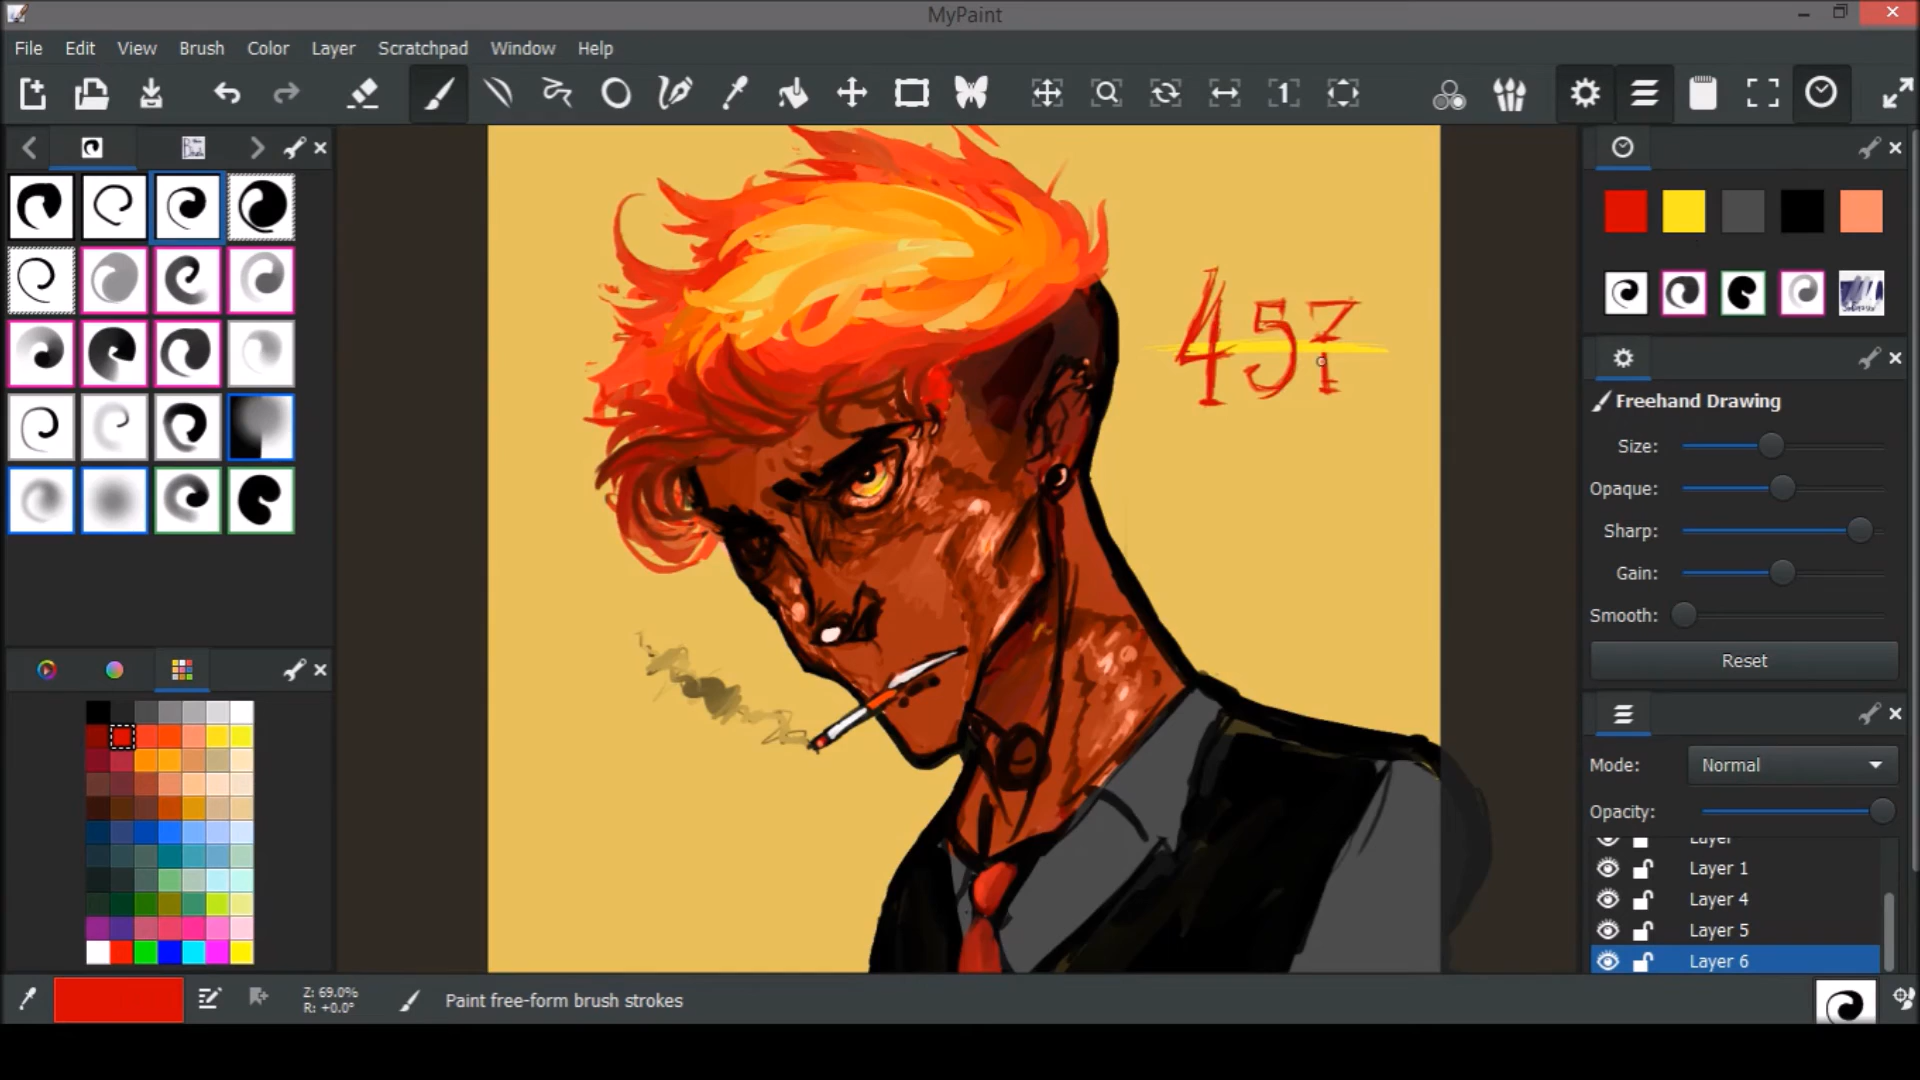 MyPaint
File Edit View Brush Color Layer Scratchpad Window Help
1
457
Freehand Drawing
Size:
Opaque:
Sharp:
Gain:
Smooth:
Reset
Mode: Normal
Opacity:
Layer
Layer 1
Layer 4
Layer 5
Layer 6
Z: 69.0%
R: +0.0°
Paint free-form brush strokes